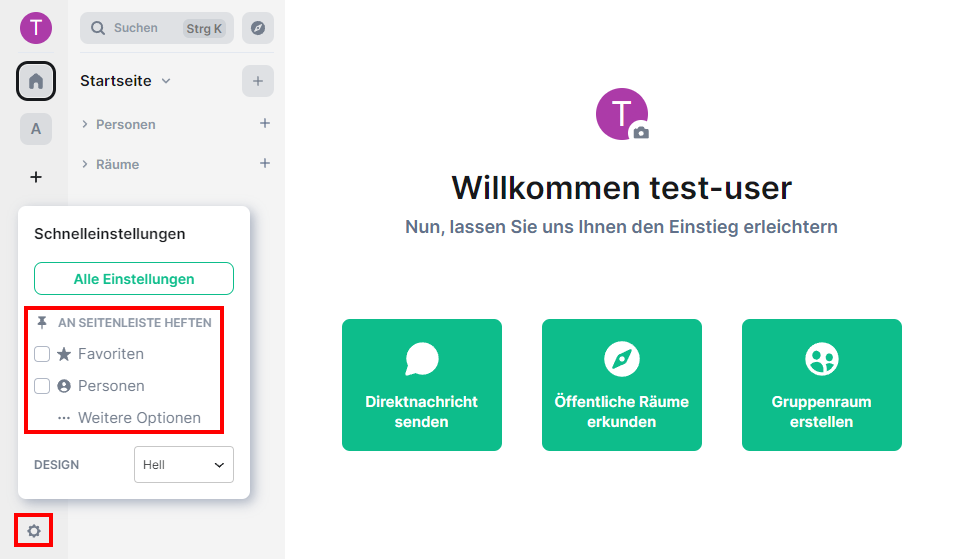 T
Suchen Strg K
Startseite
A
Personen
Räume
Schnelleinstellungen
Alle Einstellungen
AN SEITENLEISTE HEFTEN
Favoriten
Personen
Weitere Optionen
DESIGN Hell
T
Willkommen test-user
Nun, lassen Sie uns Ihnen den Einstieg erleichtern
Direktnachricht
senden
Öffentliche Räume
erkunden
Gruppenraum
erstellen